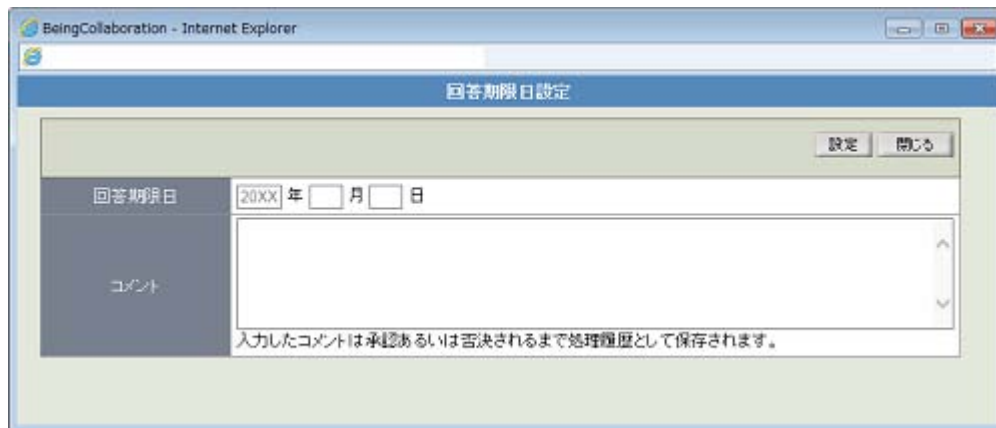 BeingCollaboration - Internet Explorer
回答期限日設定
設定 閉じる
回答期限日 20XX 年 月 日
コメント
入力したコメントは承認あるいは否決されるまで処理履歴として保存されます。